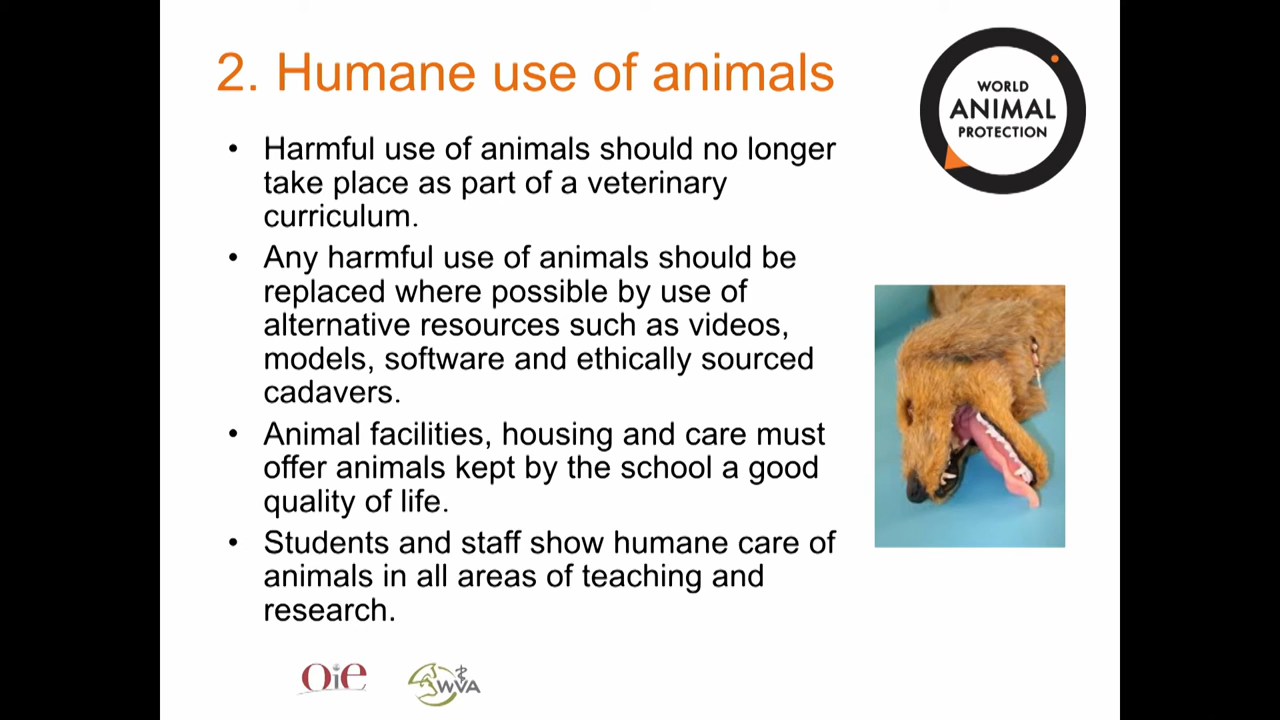 2. Humane use of animals
WORLD
ANIMAL
PROTECTION
• Harmful use of animals should no longer
take place as part of a veterinary
curriculum.
• Any harmful use of animals should be
replaced where possible by use of
alternative resources such as videos,
models, software and ethically sourced
cadavers.
• Animal facilities, housing and care must
offer animals kept by the school a good
quality of life.
• Students and staff show humane care of
animals in all areas of teaching and
research.
Oie
WVA